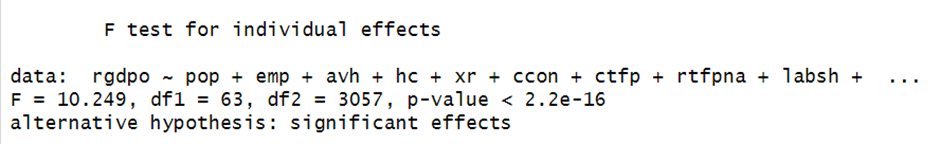 F test for individual effects
data:  rgdpo ~ pop + emp + avh + hc + xr + ccon + ctfp + rtfpna + labsh +  ...
F = 10.249, df1 = 63, df2 = 3057, p-value < 2.2e-16
alternative hypothesis: significant effects